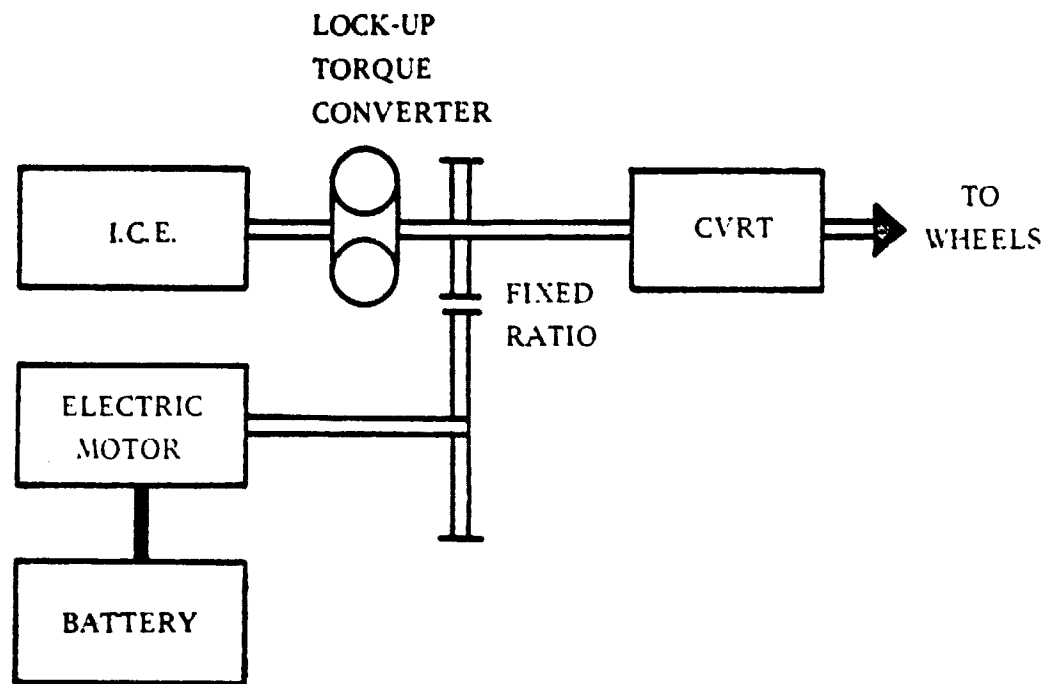 LOCK-UP
TORQUE
CONVERTER
I.C.E.
CVRT
TO
WHEELS
FIXED
RATIO
ELECTRIC
MOTOR
BATTERY